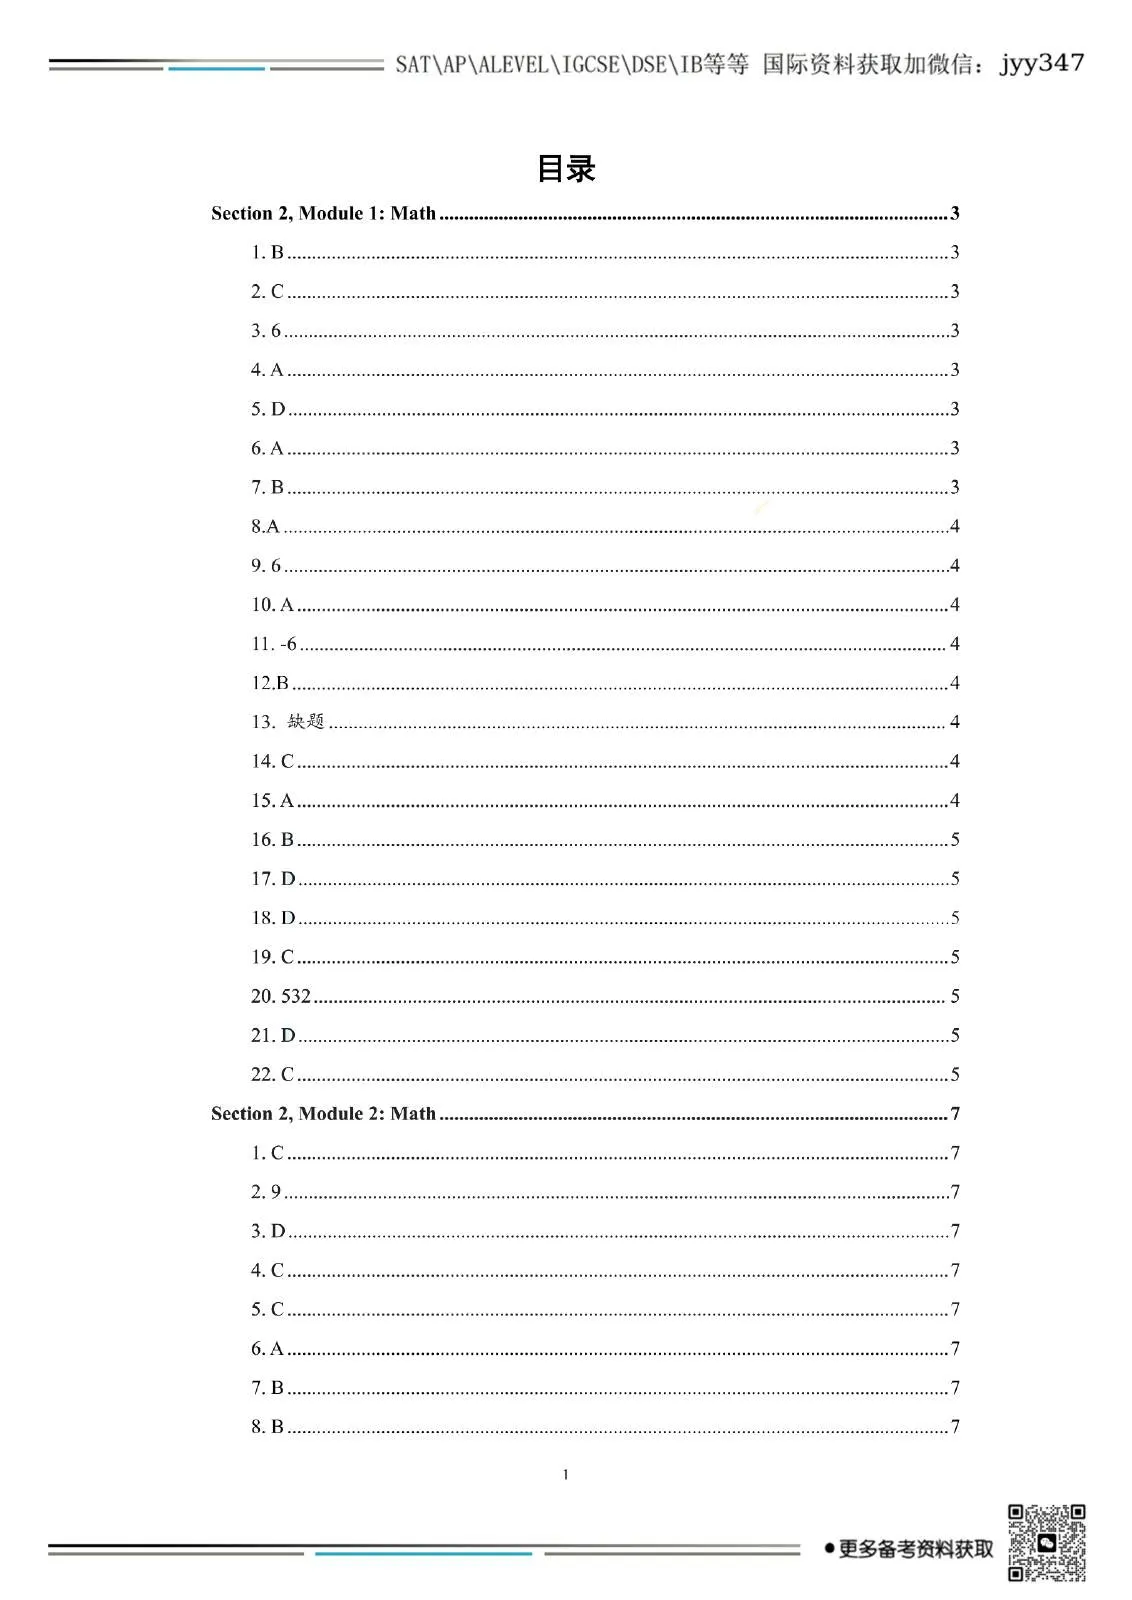 SAT\AP\ALEVEL\IGCSE\DSE\IB等等 国际资料获取加微信: jyy347
目录
Section 2, Module 1: Math 3
1. B 3
2. C 3
3. 6 3
4. A 3
5. D 3
6. A 3
7. B 3
8.A 4
9. 6 4
10. A 4
11. -6 4
12.B 4
13. 缺题 4
14. C 4
15. A 4
16. B 5
17. D 5
18. D 5
19. C 5
20. 532 5
21. D 5
22. C 5
Section 2, Module 2: Math 7
1. C 7
2. 9 7
3. D 7
4. C 7
5. C 7
6. A 7
7. B 7
8. B 7
1
●更多备考资料获取